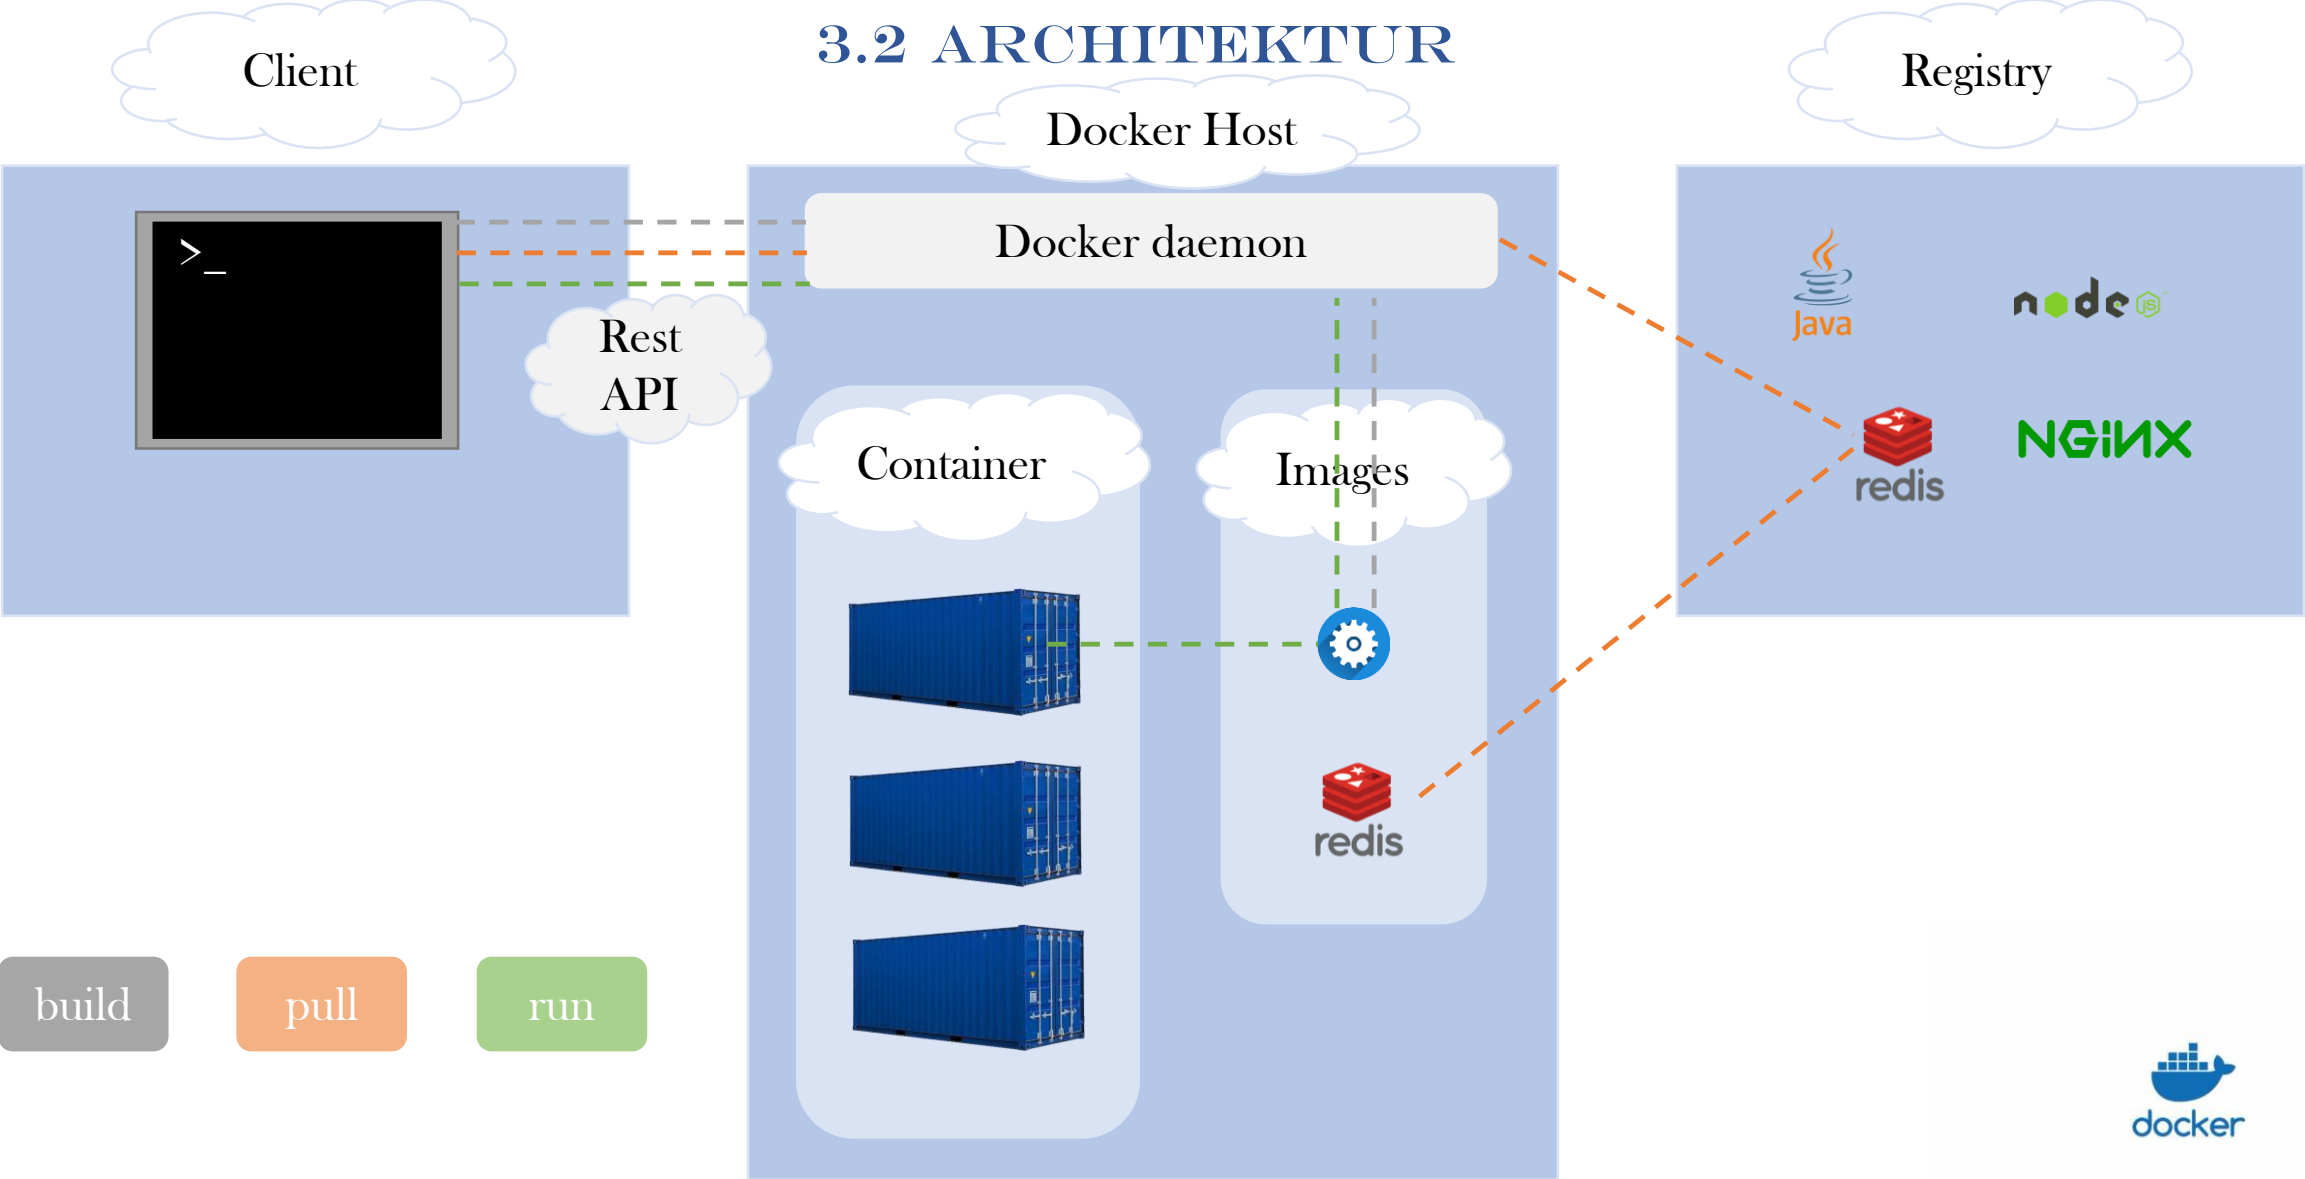 3.2 ARCHITEKTUR
Client
Docker Host
Registry
>_
Docker daemon
Rest
API
Java
node JS
Container
Images
redis
NGINX
redis
build
pull
run
docker